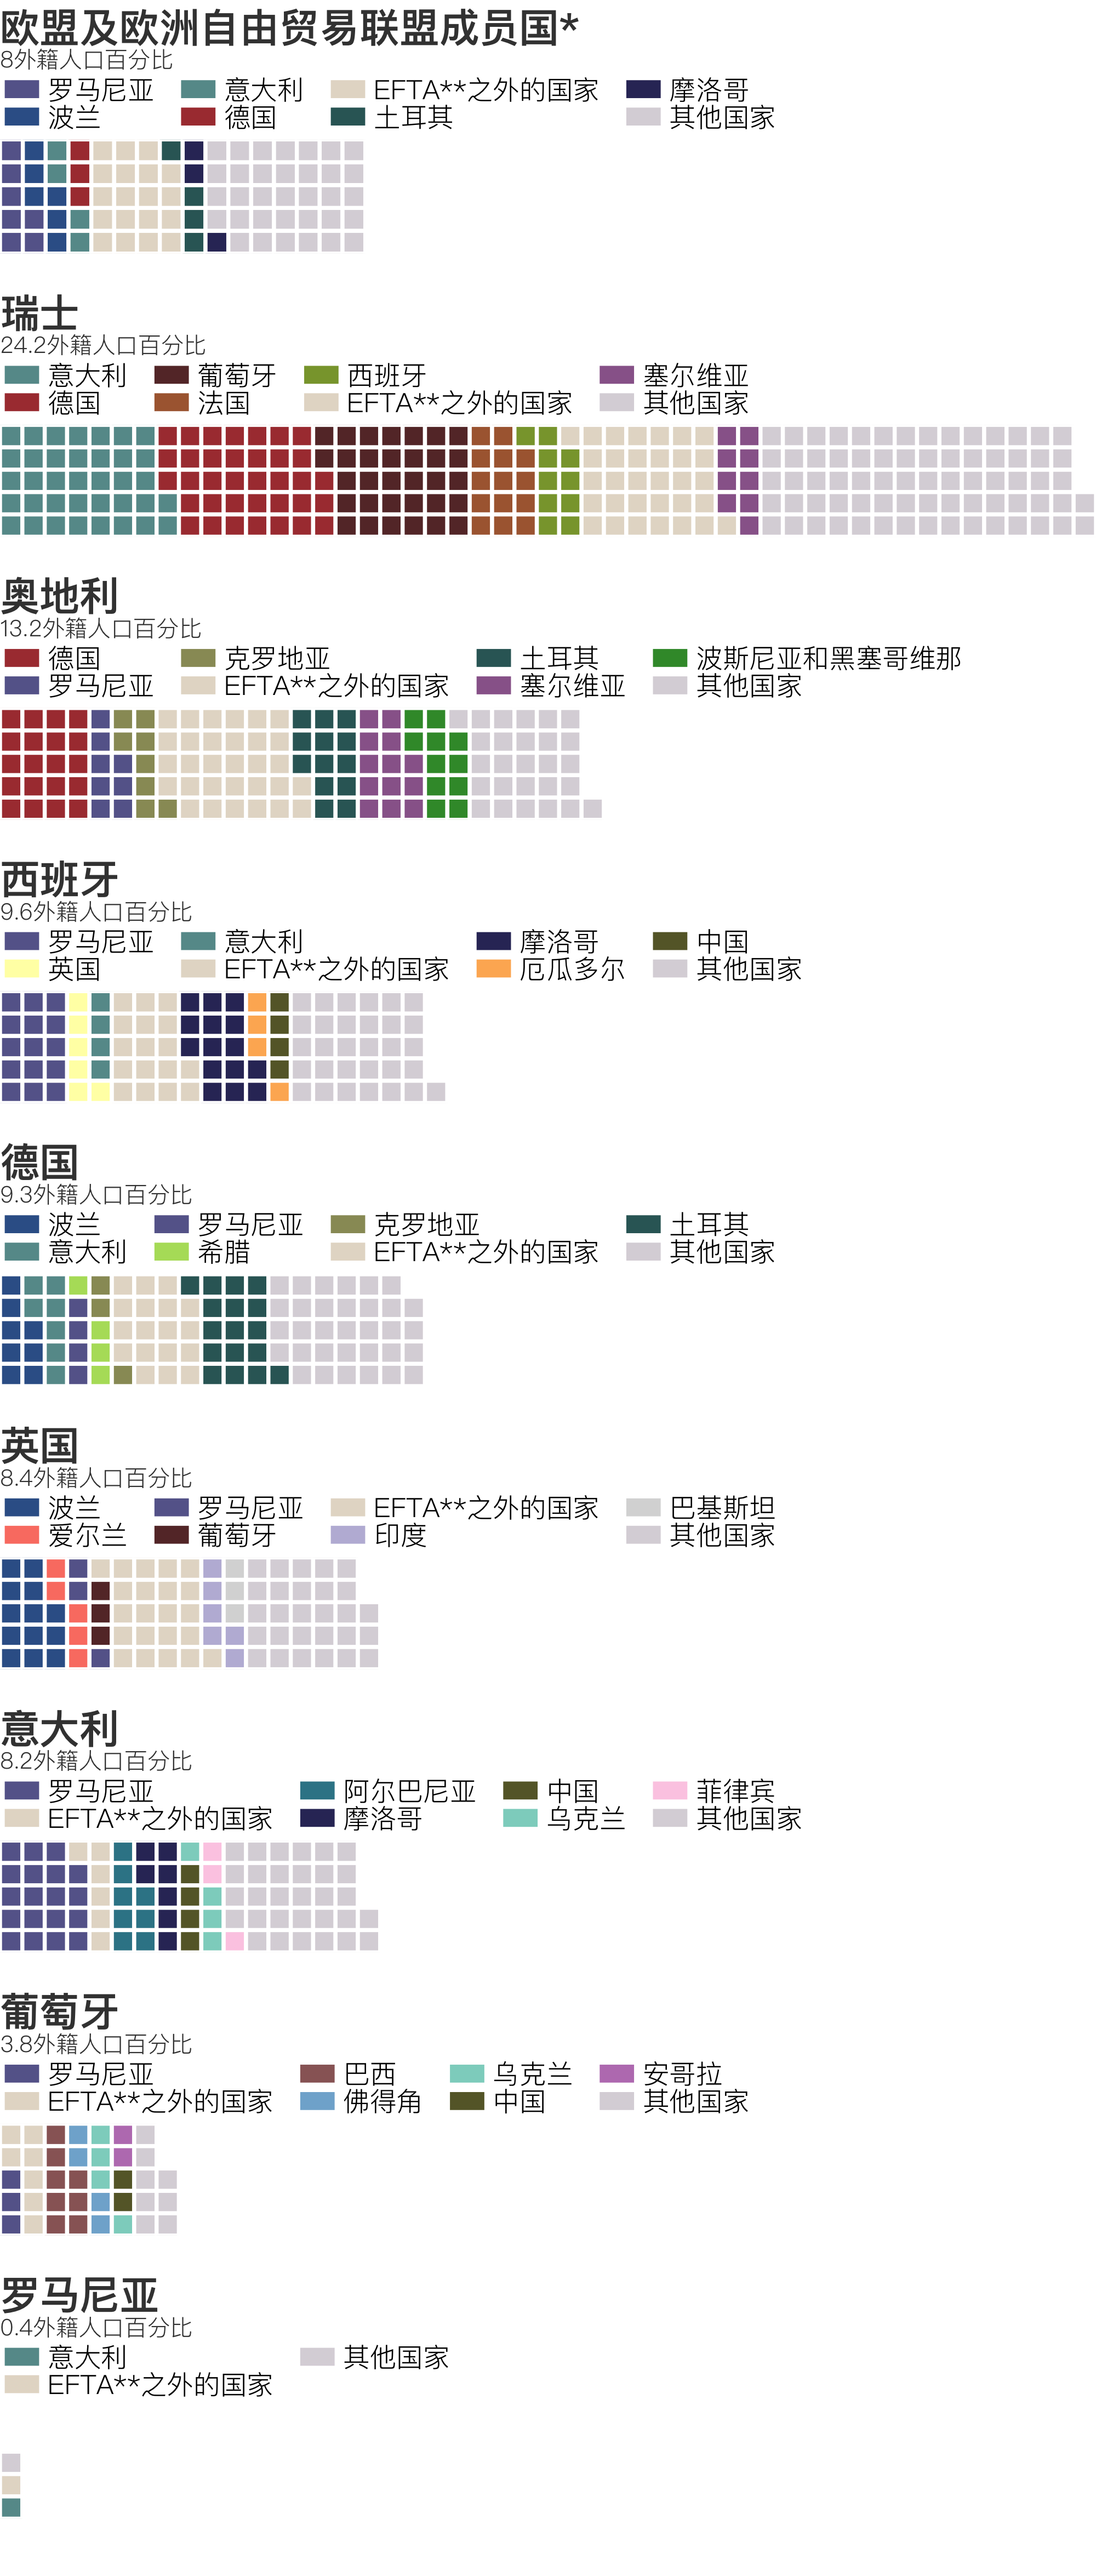 欧盟及欧洲自由贸易联盟成员国*
8外籍人口百分比
罗马尼亚 意大利 EFTA**之外的国家 摩洛哥
波兰 德国 土耳其 其他国家
瑞士
24.2外籍人口百分比
意大利 葡萄牙 西班牙 塞尔维亚
德国 法国 EFTA**之外的国家 其他国家
奥地利
13.2外籍人口百分比
德国 克罗地亚 土耳其 波斯尼亚和黑塞哥维那
罗马尼亚 EFTA**之外的国家 塞尔维亚 其他国家
西班牙
9.6外籍人口百分比
罗马尼亚 意大利 摩洛哥 中国
英国 EFTA**之外的国家 厄瓜多尔 其他国家
德国
9.3外籍人口百分比
波兰 罗马尼亚 克罗地亚 土耳其
意大利 希腊 EFTA**之外的国家 其他国家
英国
8.4外籍人口百分比
波兰 罗马尼亚 EFTA**之外的国家 巴基斯坦
爱尔兰 葡萄牙 印度 其他国家
意大利
8.2外籍人口百分比
罗马尼亚 阿尔巴尼亚 中国 菲律宾
EFTA**之外的国家 摩洛哥 乌克兰 其他国家
葡萄牙
3.8外籍人口百分比
罗马尼亚 巴西 乌克兰 安哥拉
EFTA**之外的国家 佛得角 中国 其他国家
罗马尼亚
0.4外籍人口百分比
意大利 其他国家
EFTA**之外的国家